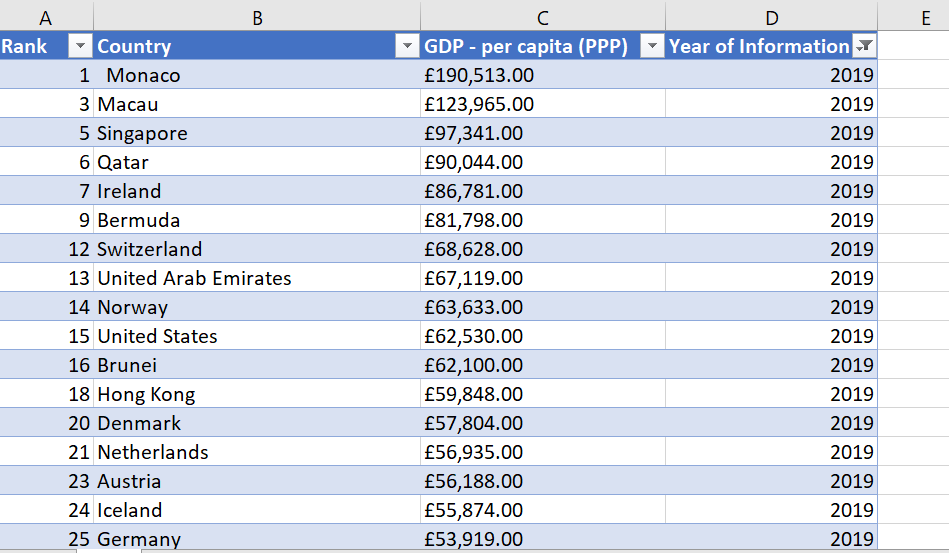 A B C D E
Rank Country GDP - per capita (PPP) Year of Information
1 Monaco £190,513.00 2019
3 Macau £123,965.00 2019
5 Singapore £97,341.00 2019
6 Qatar £90,044.00 2019
7 Ireland £86,781.00 2019
9 Bermuda £81,798.00 2019
12 Switzerland £68,628.00 2019
13 United Arab Emirates £67,119.00 2019
14 Norway £63,633.00 2019
15 United States £62,530.00 2019
16 Brunei £62,100.00 2019
18 Hong Kong £59,848.00 2019
20 Denmark £57,804.00 2019
21 Netherlands £56,935.00 2019
23 Austria £56,188.00 2019
24 Iceland £55,874.00 2019
25 Germany £53,919.00 2019